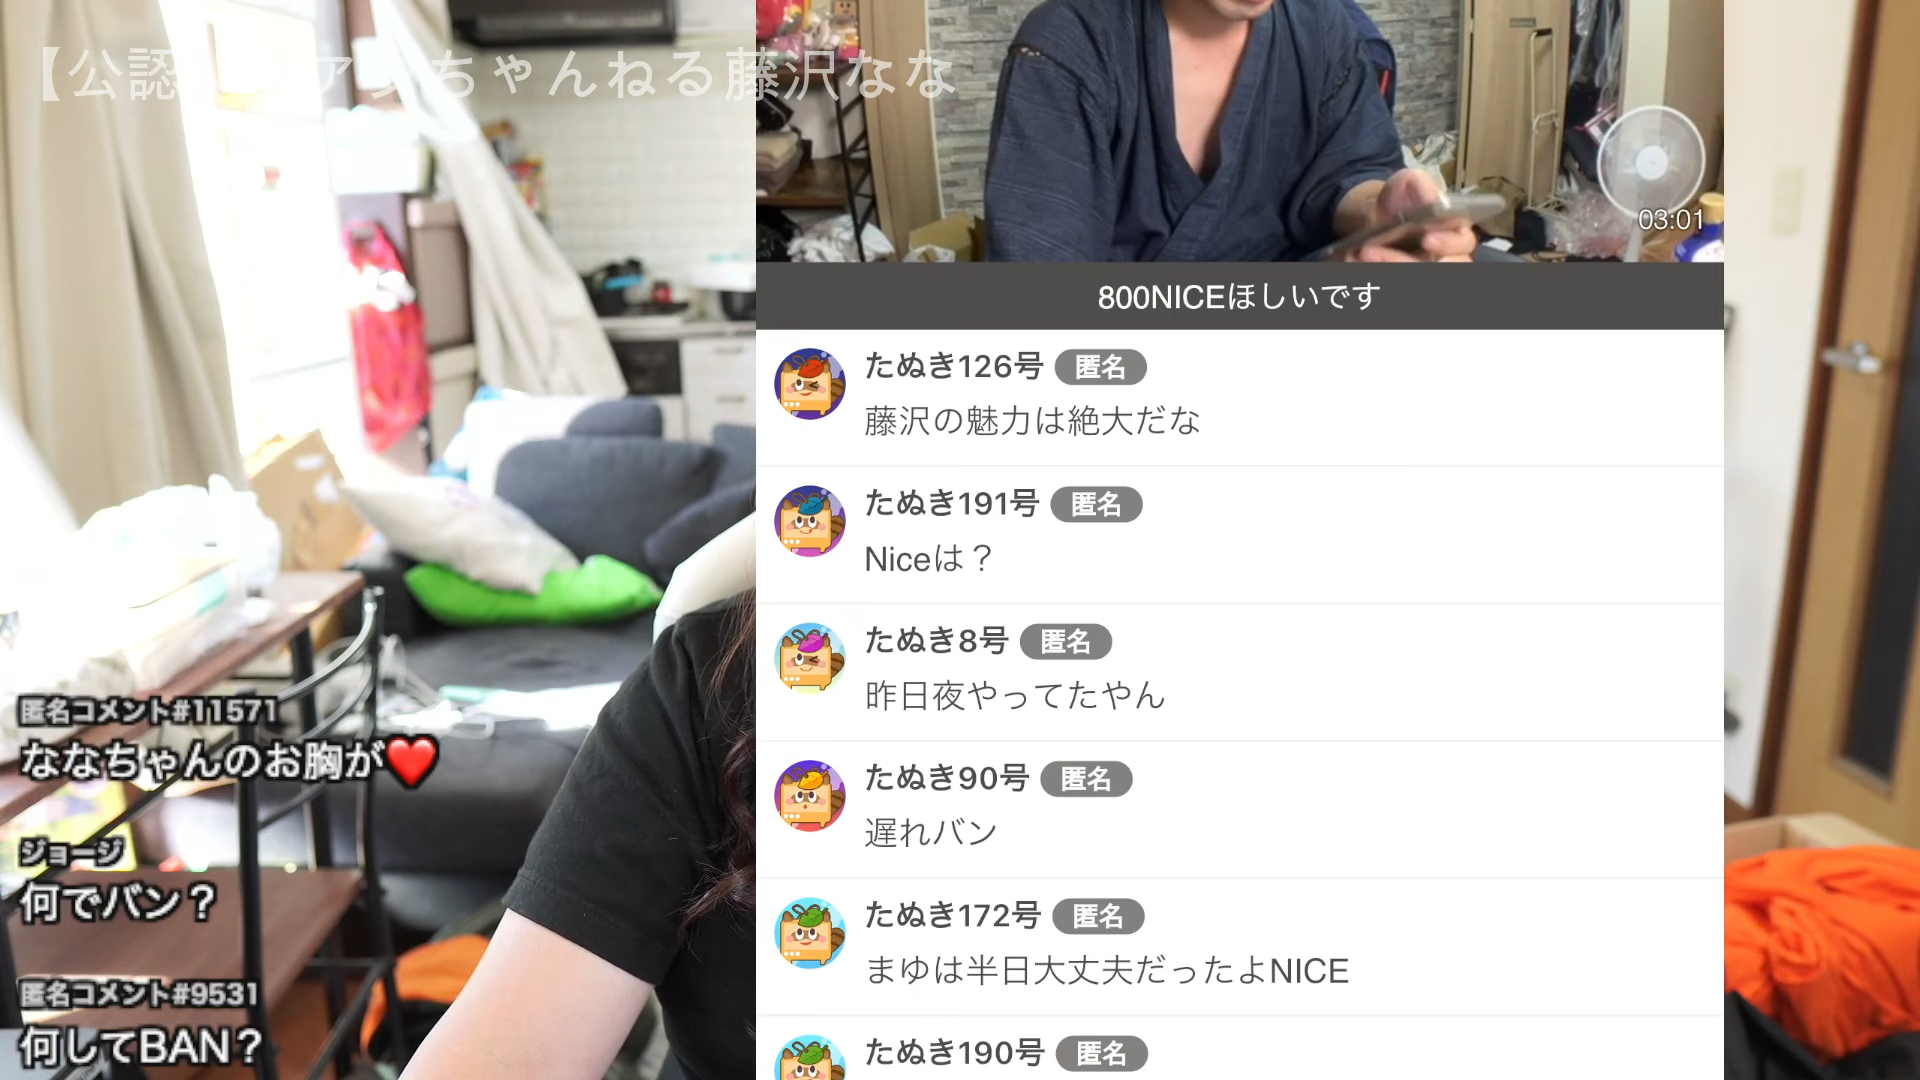 【公認 ちゃんねる藤沢なな
03:01
800NICEほしいです
たぬき126号 匿名
藤沢の魅力は絶大だな
たぬき191号 匿名
Niceは？
たぬき8号 匿名
昨日夜やってたやん
たぬき90号 匿名
遅れバン
たぬき172号 匿名
まゆは半日大丈夫だったよNICE
たぬき190号 匿名
匿名コメント#11571
ななちゃんのお胸が❤️
ジョージ
何でバン？
匿名コメント#9531
何してBAN？